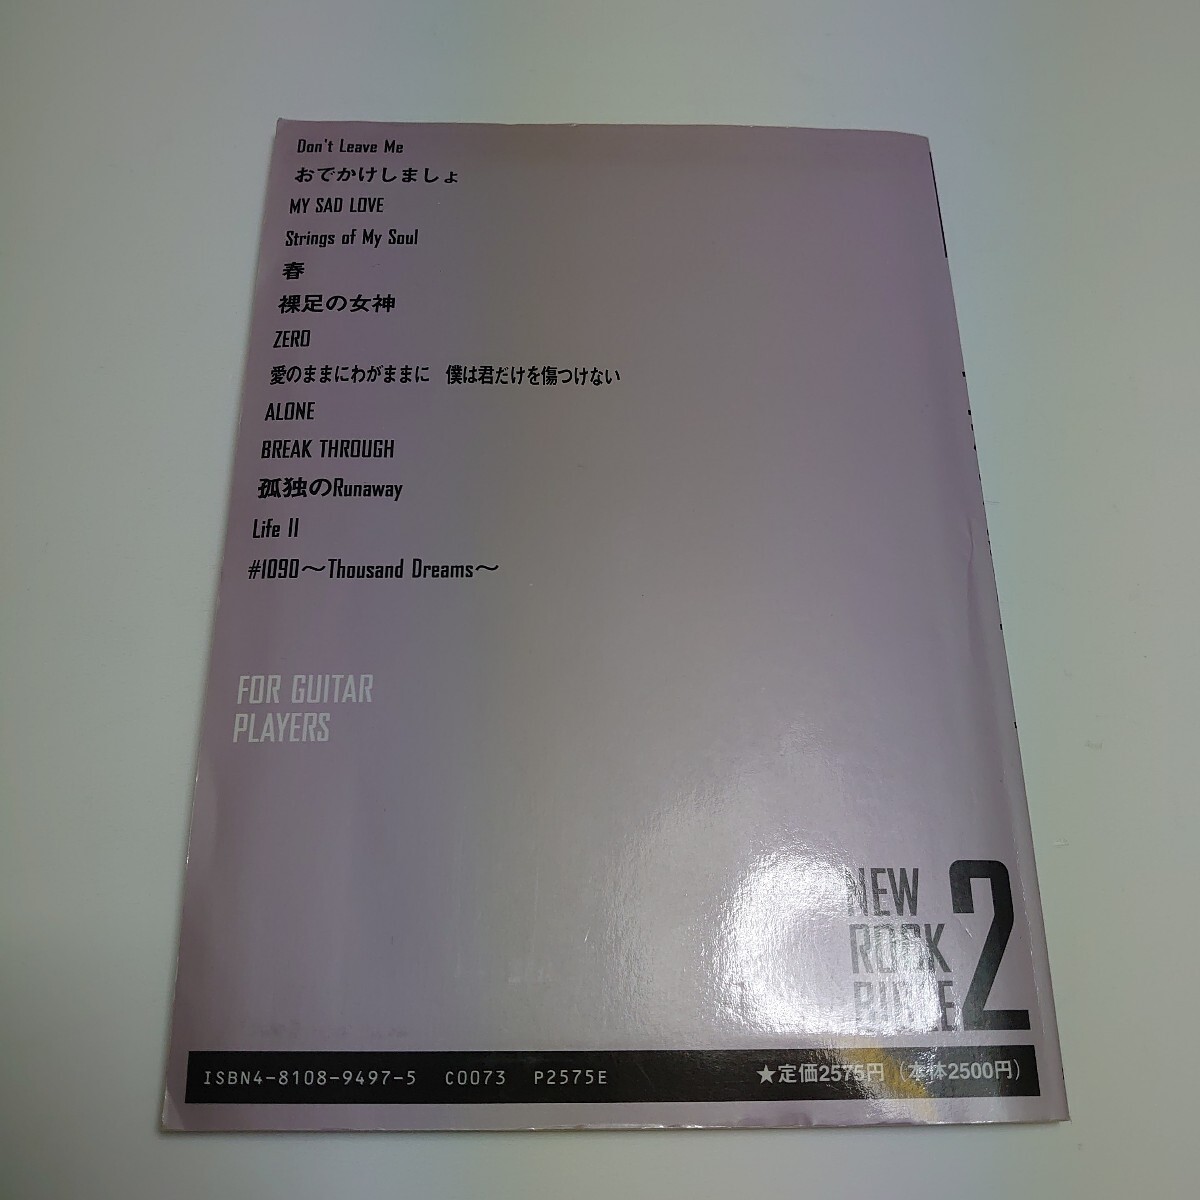 Don't Leave Me
おでかけしましょ
MY SAD LOVE
Strings of My Soul
春
裸足の女神
ZERO
愛のままにわがままに 僕は君だけを傷つけない
ALONE
BREAK THROUGH
孤独のRunaway
Life II
#1090〜Thousand Dreams〜
FOR GUITAR
PLAYERS
NEW
ROCK
BIBLE
2
ISBN4-8108-9497-5 C0073 P2575E
★定価2575円(本体2500円)